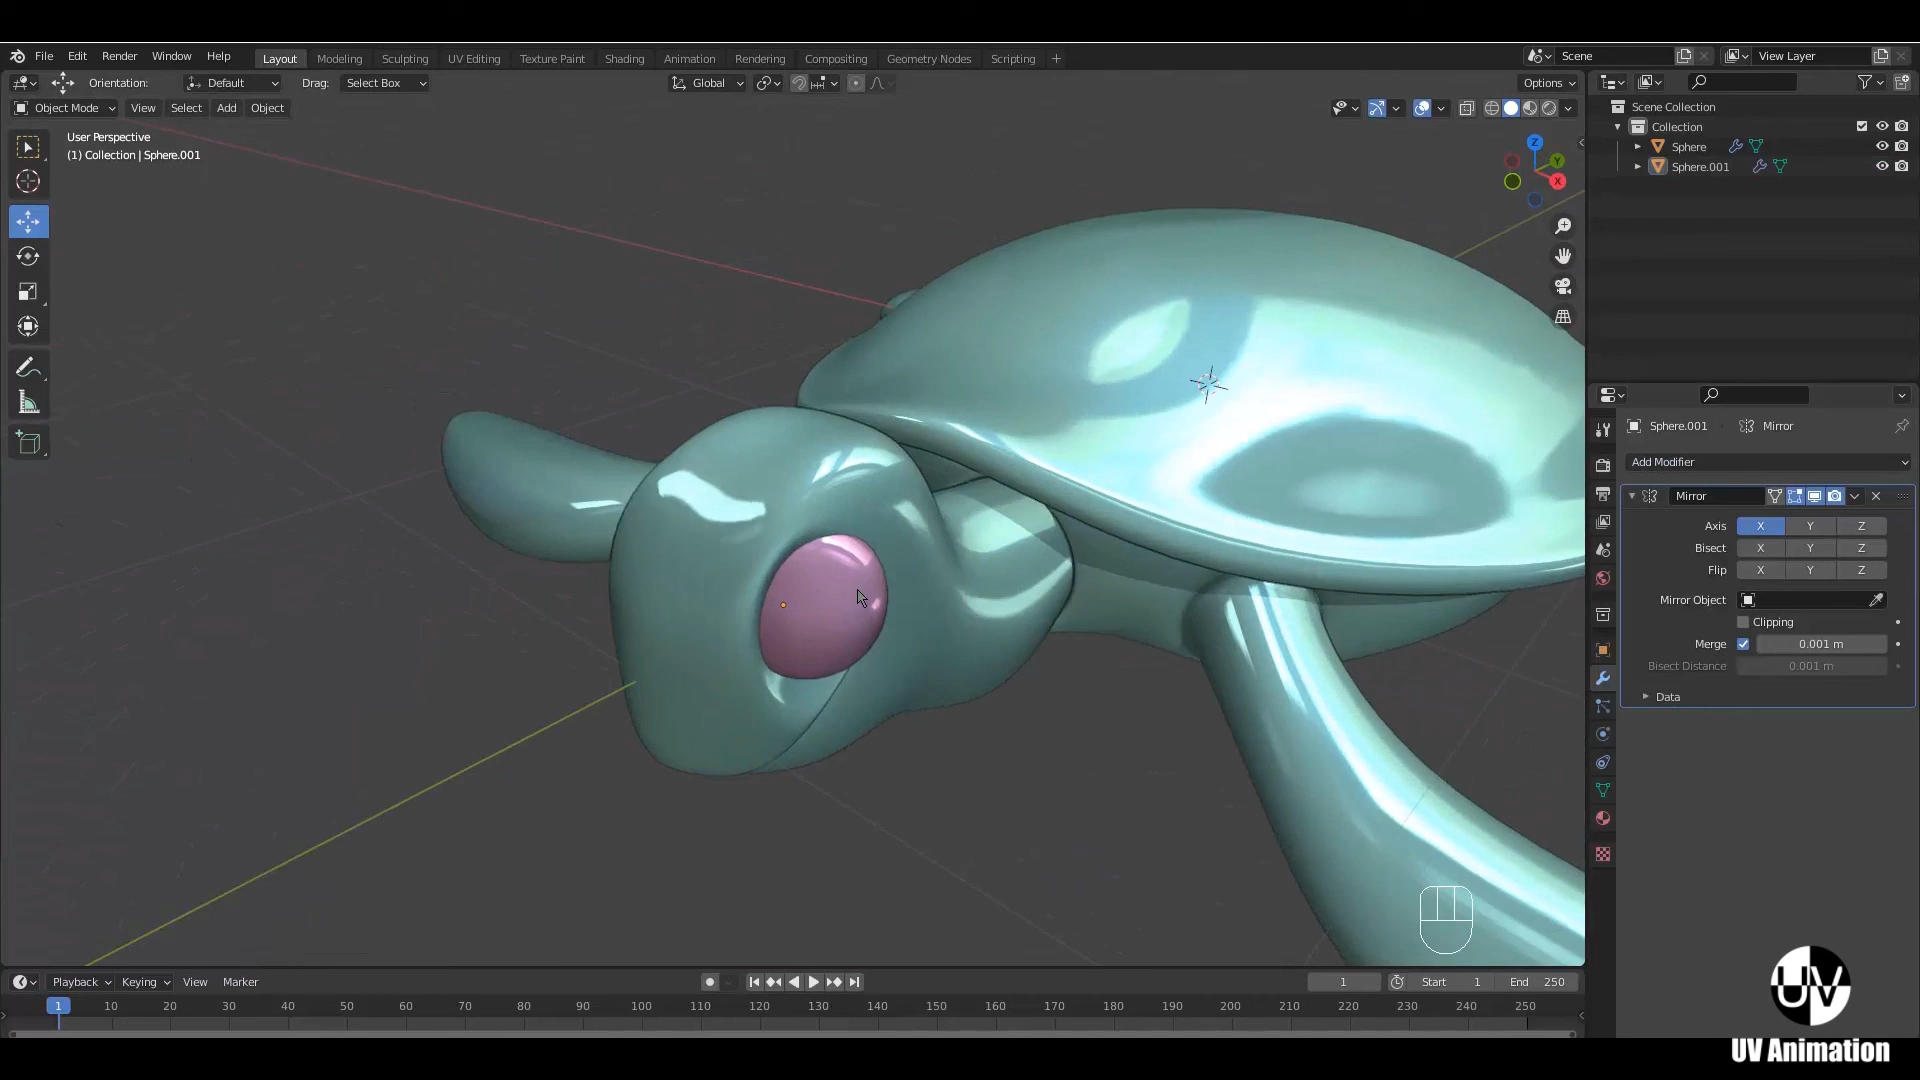 File Edit Render Window Help Layout Modeling Sculpting UV Editing Texture Paint Shading Animation Rendering Compositing Geometry Nodes Scripting + Scene View Layer
Orientation: Default Drag: Select Box Global Options
Object Mode View Select Add Object
User Perspective
(1) Collection | Sphere.001
Z
Y
X
Scene Collection
Collection
Sphere
Sphere.001
Sphere.001 Mirror
Add Modifier
Mirror
Axis X Y Z
Bisect X Y Z
Flip X Y Z
Mirror Object
Clipping
Merge 0.001 m
Bisect Distance 0.001 m
Data
Playback Keying View Marker 1 Start 1 End 250
1 10 20 30 40 50 60 70 80 90 100 110 120 130 140 150 160 170 180 190 200 210 220 230 240 250
UV
UV Animation